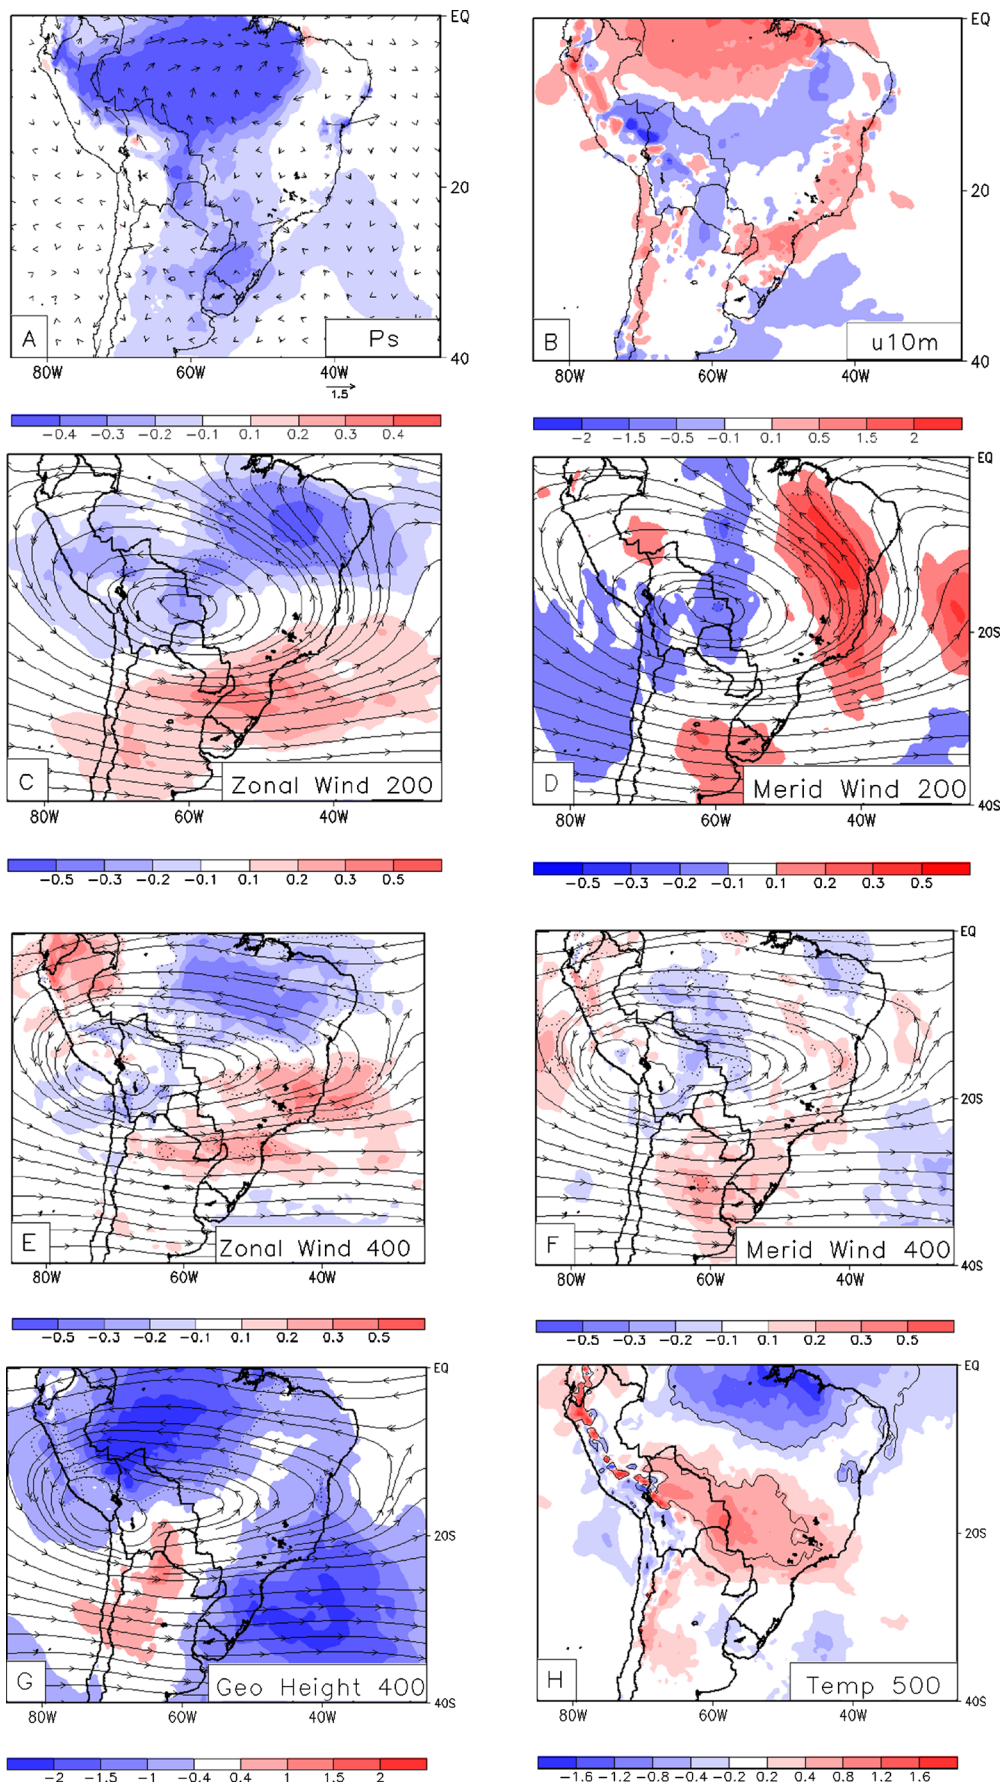 EQ
20
40
A
Ps
80W 60W 40W
1.5
-0.4 -0.3 -0.2 -0.1 0.1 0.2 0.3 0.4
EQ
20
40
B
u10m
80W 60W 40W
-2 -1.5 -0.5 -0.1 0.1 0.5 1.5 2
C
Zonal Wind 200
80W 60W 40W
-0.5 -0.3 -0.2 -0.1 0.1 0.2 0.3 0.5
EQ
20S
40S
D
Merid Wind 200
80W 60W 40W
-0.5 -0.3 -0.2 -0.1 0.1 0.2 0.3 0.5
E
Zonal Wind 400
80W 60W 40W
-0.5 -0.3 -0.2 -0.1 0.1 0.2 0.3 0.5
EQ
20S
40S
F
Merid Wind 400
80W 60W 40W
-0.5 -0.3 -0.2 -0.1 0.1 0.2 0.3 0.5
EQ
20S
40S
G
Geo Height 400
80W 60W 40W
-2 -1.5 -1 -0.4 0.4 1 1.5 2
EQ
20S
40S
H
Temp 500
80W 60W 40W
-1.6 -1.2 -0.8 -0.4 -0.2 0.2 0.4 0.8 1.2 1.6